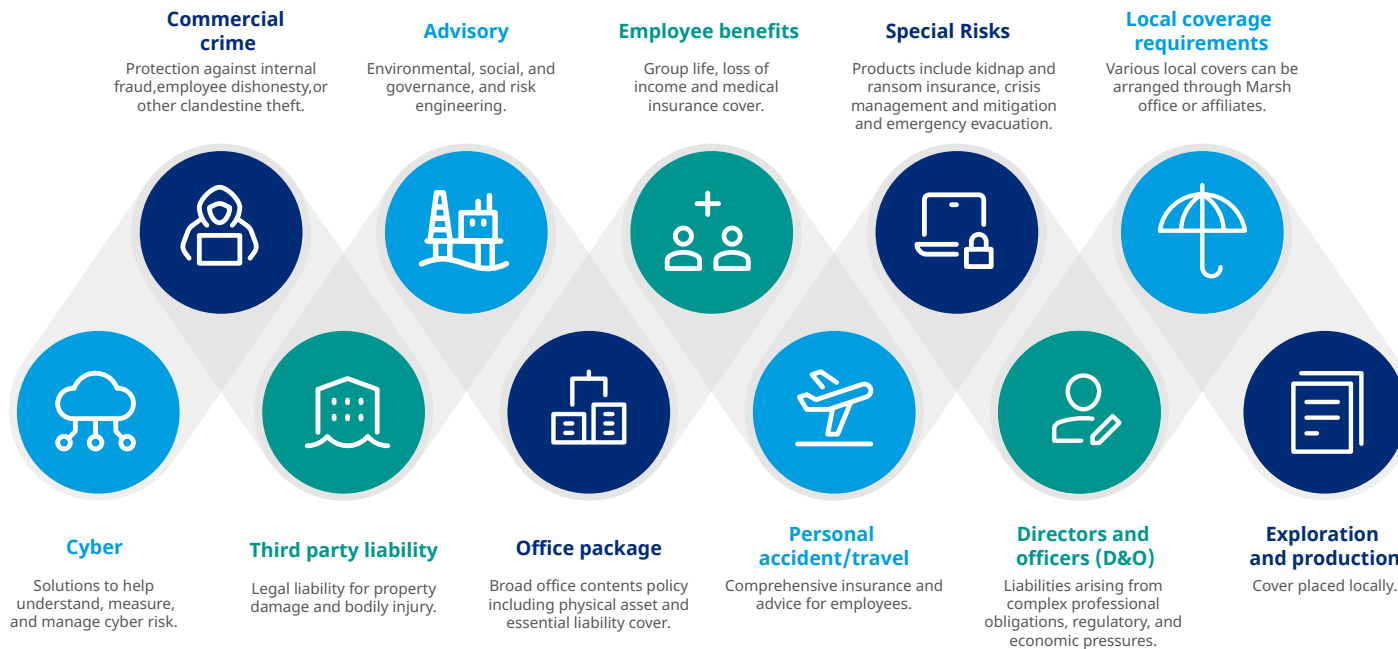 Commercial
crime
Protection against internal
fraud,employee dishonesty,or
other clandestine theft.
Advisory
Environmental, social, and
governance, and risk
engineering.
Employee benefits
Group life, loss of
income and medical
insurance cover.
Special Risks
Products include kidnap and
ransom insurance, crisis
management and mitigation
and emergency evacuation.
Local coverage
requirements
Various local covers can be
arranged through Marsh
office or affiliates.
Cyber
Solutions to help
understand, measure,
and manage cyber risk.
Third party liability
Legal liability for property
damage and bodily injury.
Office package
Broad office contents policy
including physical asset and
essential liability cover.
Personal
accident/travel
Comprehensive insurance and
advice for employees.
Directors and
officers (D&O)
Liabilities arising from
complex professional
obligations, regulatory, and
economic pressures.
Exploration
and production
Cover placed locally.